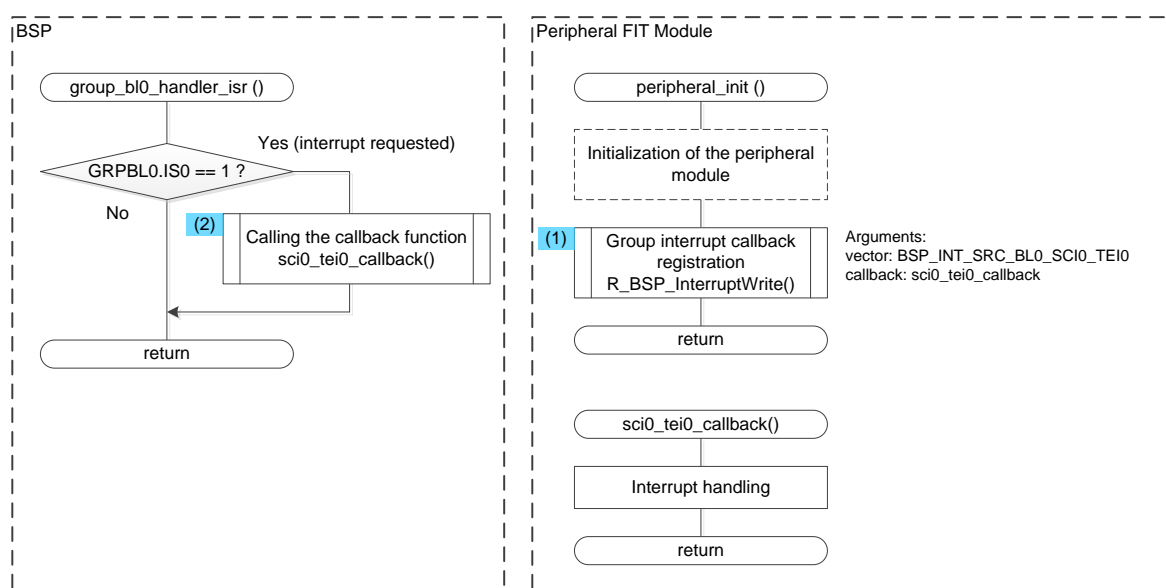 BSP
group_bl0_handler_isr ()
Yes (interrupt requested)
GRPBL0.IS0 == 1 ?
No
(2)
Calling the callback function
sci0_tei0_callback()
return
Peripheral FIT Module
peripheral_init ()
Initialization of the peripheral
module
(1)
Group interrupt callback
registration
R_BSP_InterruptWrite()
Arguments:
vector: BSP_INT_SRC_BL0_SCI0_TEI0
callback: sci0_tei0_callback
return
sci0_tei0_callback()
Interrupt handling
return